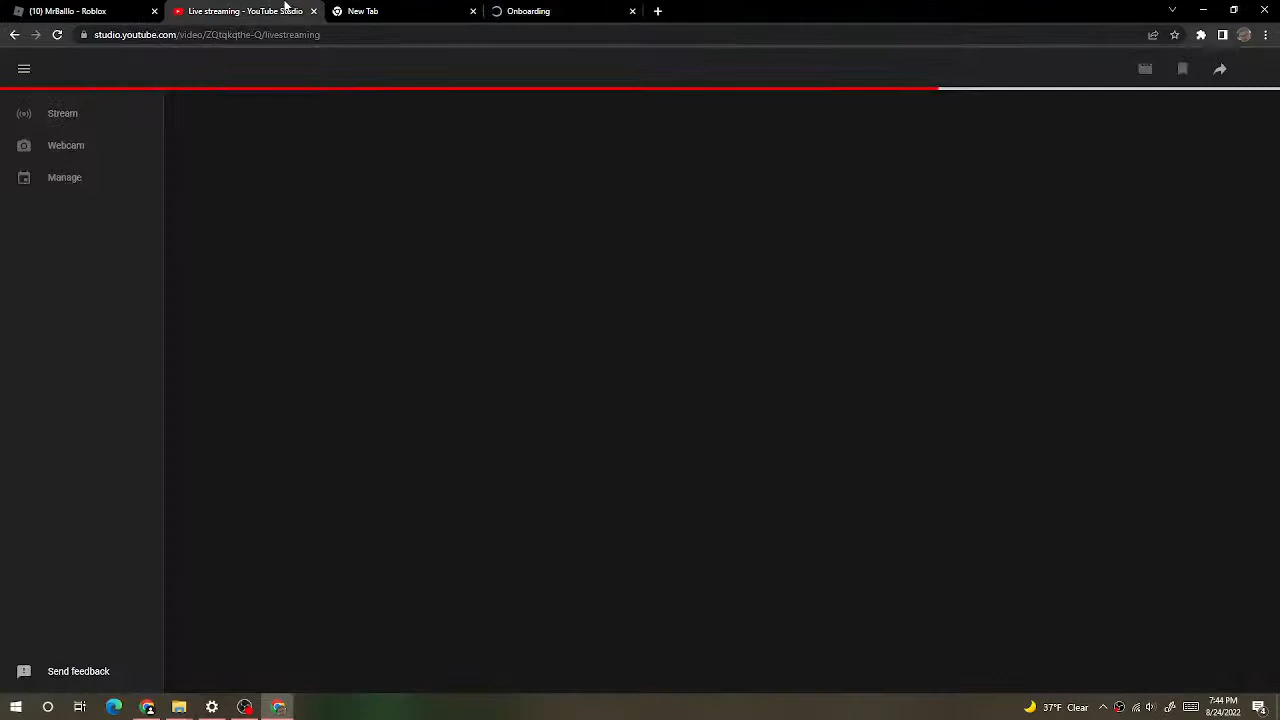 (10) MrBallo - Roblox
Live streaming - YouTube Studio
New Tab
Onboarding
studio.youtube.com/video/ZQtqkqthe-Q/livestreaming
Stream
Webcam
Manage
Send feedback
37°F Clear
7:44 PM
8/24/2022